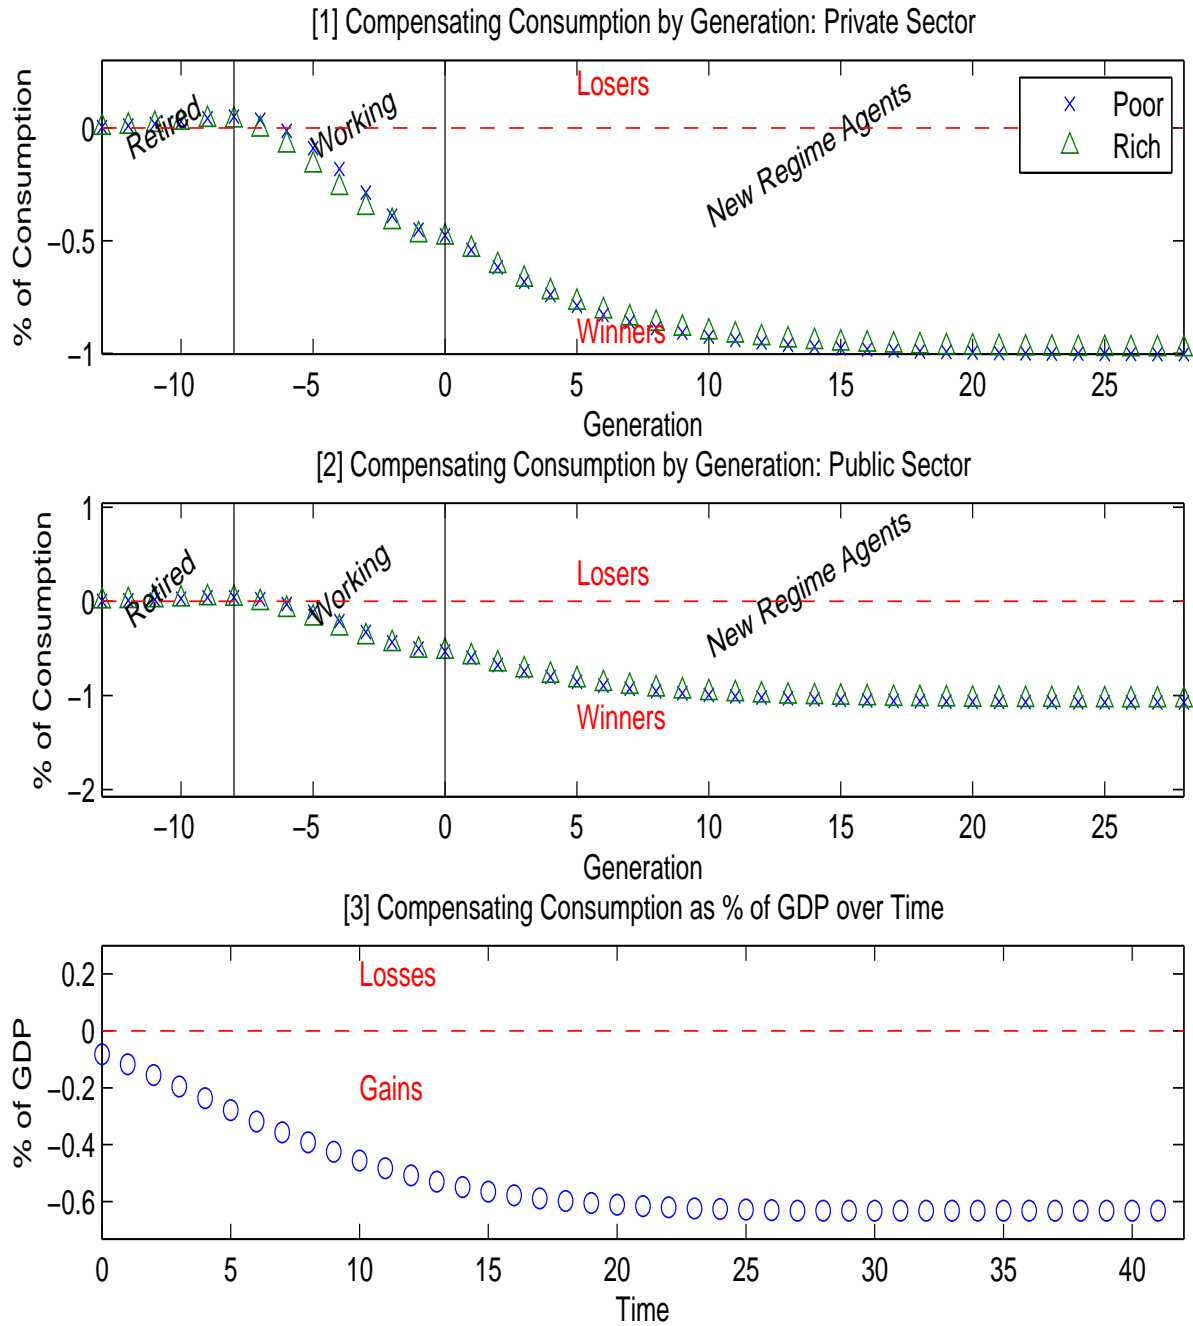 [1] Compensating Consumption by Generation: Private Sector
Losers
Poor
Rich
Retired
Working
New Regime Agents
Winners
% of Consumption
0
−0.5
−1
−10 −5 0 5 10 15 20 25
Generation
[2] Compensating Consumption by Generation: Public Sector
Retired
Working
Losers
New Regime Agents
Winners
% of Consumption
1
0
−1
−2
−10 −5 0 5 10 15 20 25
Generation
[3] Compensating Consumption as % of GDP over Time
Losses
Gains
% of GDP
0.2
0
−0.2
−0.4
−0.6
0 5 10 15 20 25 30 35 40
Time